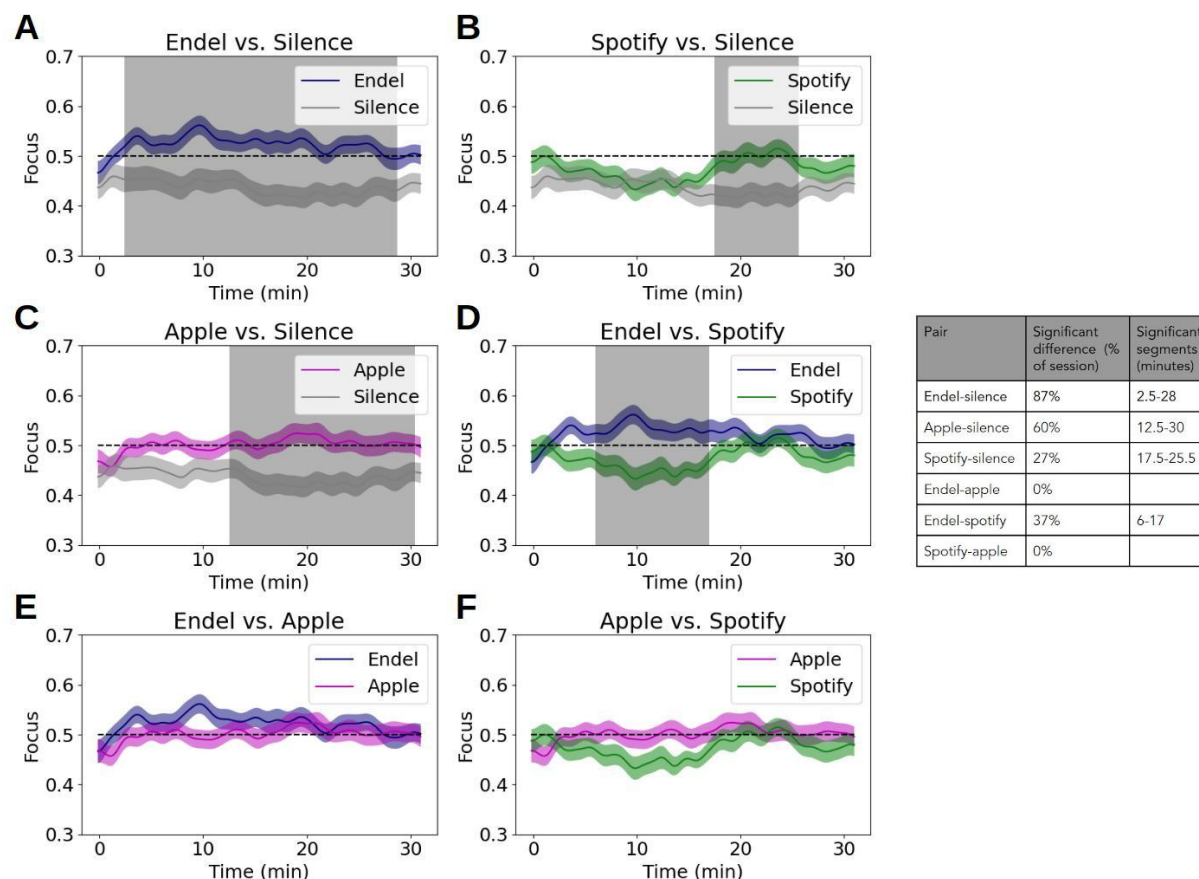 A
Endel vs. Silence
Focus
0.7
0.6
0.5
0.4
0.3
Endel
Silence
0 10 20 30
Time (min)
B
Spotify vs. Silence
Focus
0.7
0.6
0.5
0.4
0.3
Spotify
Silence
0 10 20 30
Time (min)
C
Apple vs. Silence
Focus
0.7
0.6
0.5
0.4
0.3
Apple
Silence
0 10 20 30
Time (min)
D
Endel vs. Spotify
Focus
0.7
0.6
0.5
0.4
0.3
Endel
Spotify
0 10 20 30
Time (min)
Pair
Significant
difference (%
of session)
Significant
segments
(minutes)
Endel-silence 87% 2.5-28
Apple-silence 60% 12.5-30
Spotify-silence 27% 17.5-25.5
Endel-apple 0%
Endel-spotify 37% 6-17
Spotify-apple 0%
E
Endel vs. Apple
Focus
0.7
0.6
0.5
0.4
0.3
Endel
Apple
0 10 20 30
Time (min)
F
Apple vs. Spotify
Focus
0.7
0.6
0.5
0.4
0.3
Apple
Spotify
0 10 20 30
Time (min)